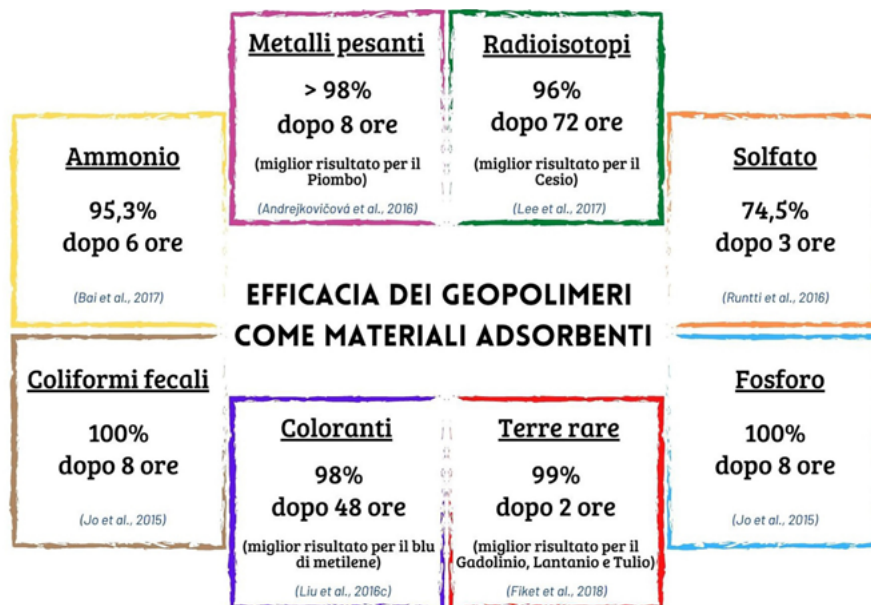 Metalli pesanti
> 98%
dopo 8 ore
(miglior risultato per il
Piombo)
(Andrejkovičová et al., 2016)
Radioisotopi
96%
dopo 72 ore
(miglior risultato per il
Cesio)
(Lee et al., 2017)
Ammonio
95,3%
dopo 6 ore
(Bai et al., 2017)
Solfato
74,5%
dopo 3 ore
(Runtti et al., 2016)
EFFICACIA DEI GEOPOLIMERI
COME MATERIALI ADSORBENTI
Coliformi fecali
100%
dopo 8 ore
(Jo et al., 2015)
Coloranti
98%
dopo 48 ore
(miglior risultato per il blu
di metilene)
(Liu et al., 2016c)
Terre rare
99%
dopo 2 ore
(miglior risultato per il
Gadolinio, Lantanio e Tulio)
(Fiket et al., 2018)
Fosforo
100%
dopo 8 ore
(Jo et al., 2015)